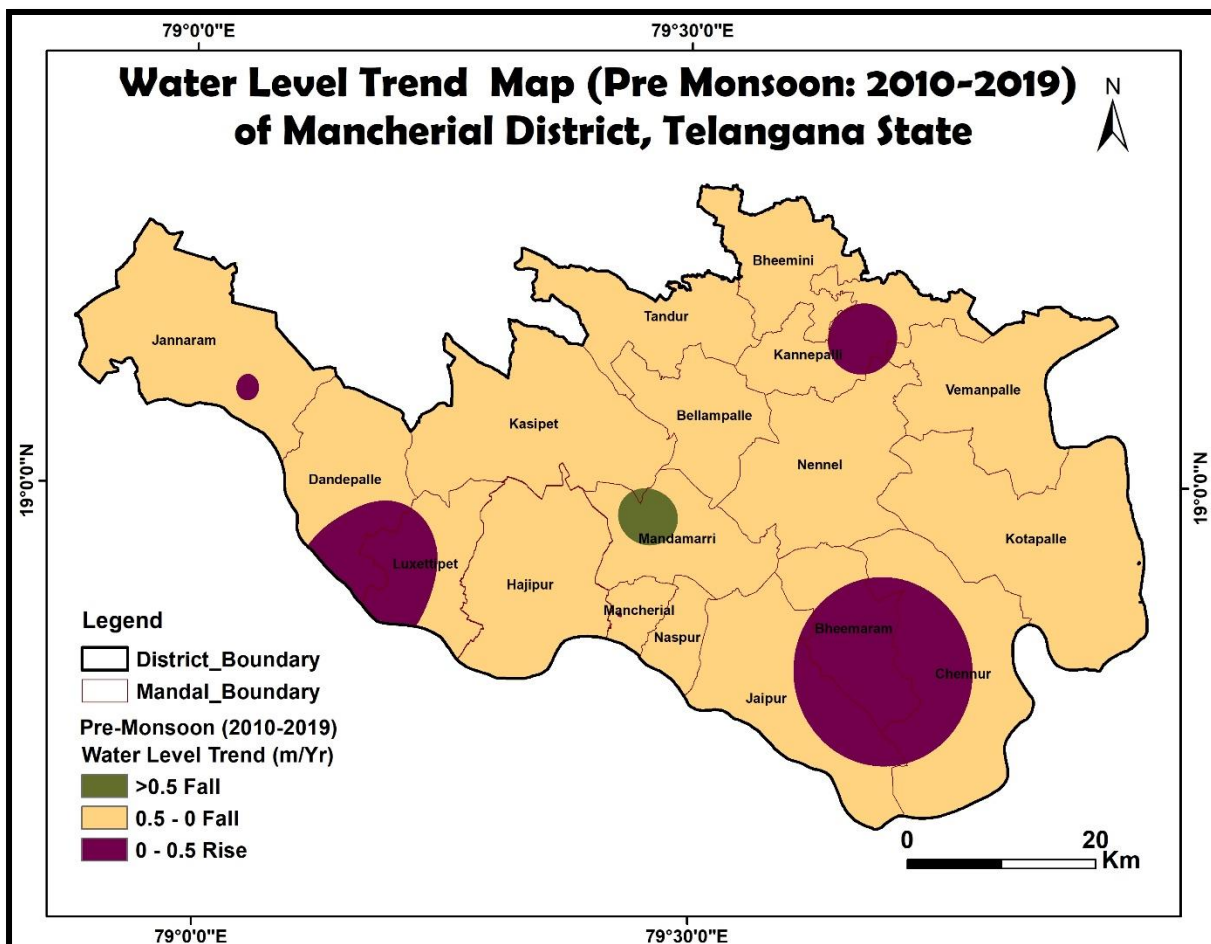 79°0'0"E
79°30'0"E
Water Level Trend Map (Pre Monsoon: 2010-2019)
of Mancherial District, Telangana State
N
Bheemini
Tandur
Jannaram
Kannepalli
Vemanpalle
Bellampalle
Kasipet
Nennel
Dandepalle
19°0'0"N
19°0'0"N
Mandamarri
Kotapalle
Luxettipet
Hajipur
Mancherial
Bheemaram
Naspur
Chennur
Jaipur
Legend
District_Boundary
Mandal_Boundary
Pre-Monsoon (2010-2019)
Water Level Trend (m/Yr)
>0.5 Fall
0.5 - 0 Fall
0 - 0.5 Rise
0 20
Km
79°0'0"E
79°30'0"E